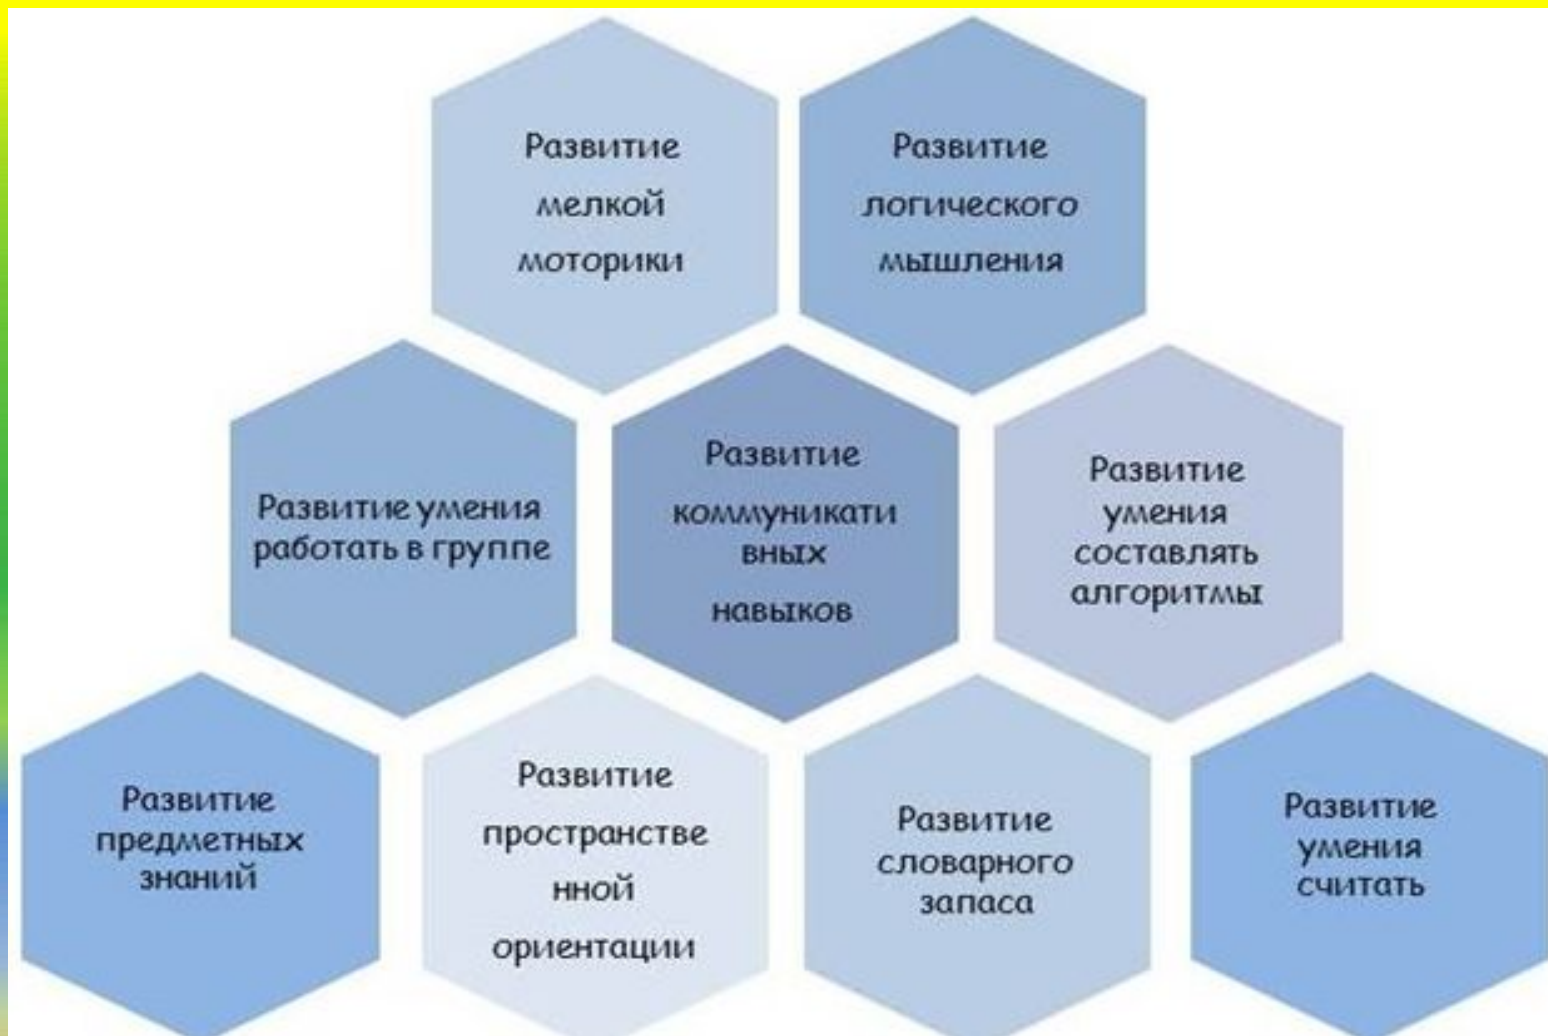 Развитие
мелкой
моторики
Развитие
логического
мышления
Развитие умения
работать в группе
Развитие
коммуникати
вных
навыков
Развитие
умения
составлять
алгоритмы
Развитие
предметных
знаний
Развитие
пространстве
нной
ориентации
Развитие
словарного
запаса
Развитие
умения
считать